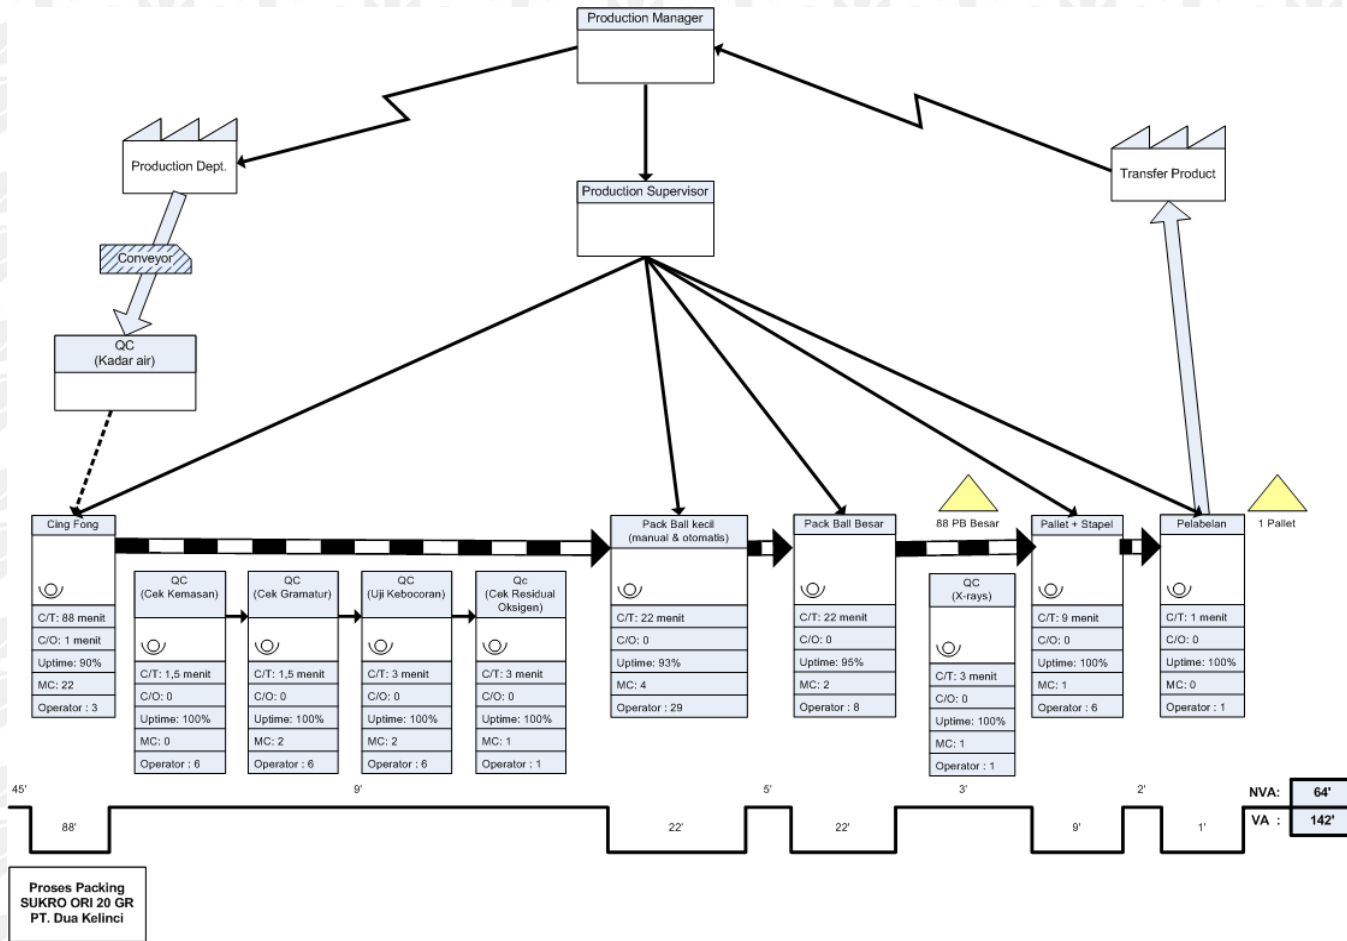 Production Manager
Production Dept.
Transfer Product
Production Supervisor
Conveyor
QC
(Kadar air)
88 PB Besar
1 Pallet
Cing Fong
C/T: 88 menit
C/O: 1 menit
Uptime: 90%
MC: 22
Operator : 3
QC
(Cek Kemasan)
C/T: 1,5 menit
C/O: 0
Uptime: 100%
MC: 0
Operator : 6
QC
(Cek Gramatur)
C/T: 1,5 menit
C/O: 0
Uptime: 100%
MC: 2
Operator : 6
QC
(Uji Kebocoran)
C/T: 3 menit
C/O: 0
Uptime: 100%
MC: 2
Operator : 6
Qc
(Cek Residual
Oksigen)
C/T: 3 menit
C/O: 0
Uptime: 100%
MC: 1
Operator : 1
Pack Ball kecil
(manual & otomatis)
C/T: 22 menit
C/O: 0
Uptime: 93%
MC: 4
Operator : 29
Pack Ball Besar
C/T: 22 menit
C/O: 0
Uptime: 95%
MC: 2
Operator : 8
QC
(X-rays)
C/T: 3 menit
C/O: 0
Uptime: 100%
MC: 1
Operator : 1
Pallet + Stapel
C/T: 9 menit
C/O: 0
Uptime: 100%
MC: 1
Operator : 6
Pelabelan
C/T: 1 menit
C/O: 0
Uptime: 100%
MC: 0
Operator : 1
45' 9' 5' 3' 2'
NVA: 64'
88' 22' 22' 9' 1'
VA : 142'
Proses Packing
SUKRO ORI 20 GR
PT. Dua Kelinci